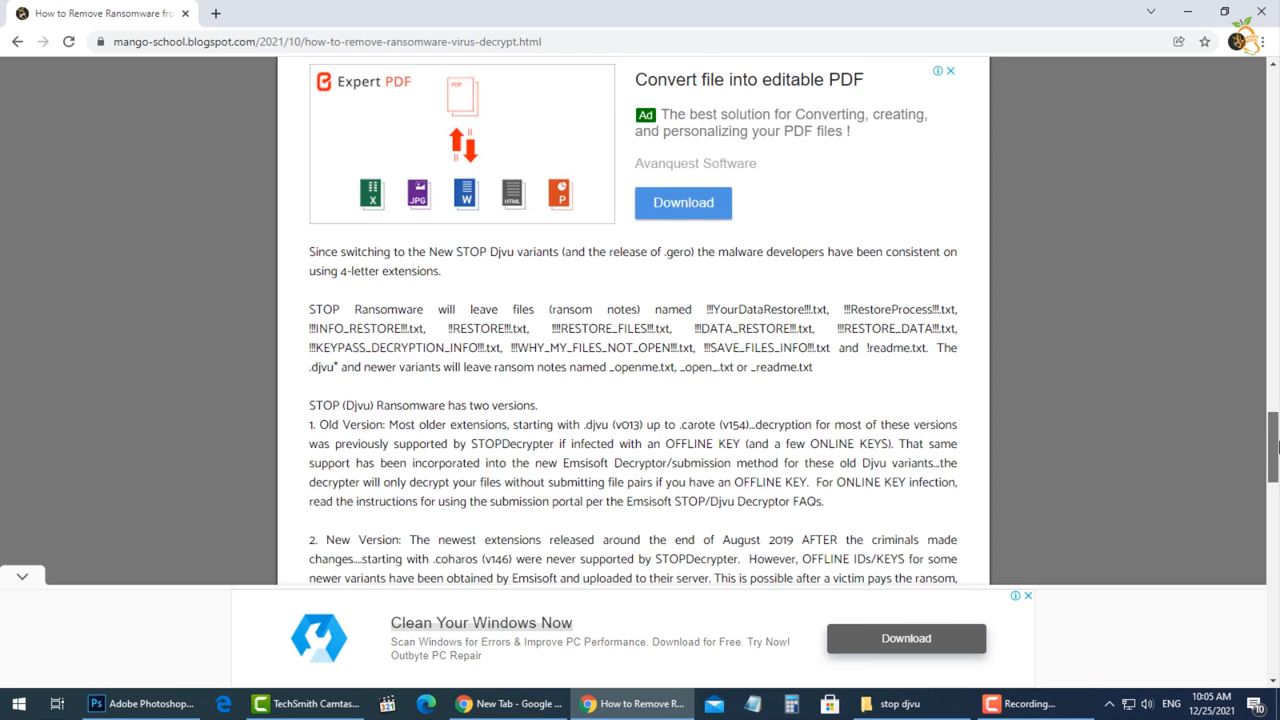 How to Remove Ransomware fro
mango-school.blogspot.com/2021/10/how-to-remove-ransomware-virus-decrypt.html
Expert PDF
PDF
X JPG W HTML P
Convert file into editable PDF
Ad The best solution for Converting, creating,
and personalizing your PDF files !
Avanquest Software
Download
Since switching to the New STOP Djvu variants (and the release of .gero) the malware developers have been consistent on
using 4-letter extensions.
STOP Ransomware will leave files (ransom notes) named !!!YourDataRestore!!!.txt, !!!RestoreProcess!!!.txt,
!!!INFO_RESTORE!!!.txt, !!RESTORE!!!.txt, !!!!RESTORE_FILES!!!.txt, !!!DATA_RESTORE!!!.txt, !!!RESTORE_DATA!!!.txt,
!!!KEYPASS_DECRYPTION_INFO!!!.txt, !!!WHY_MY_FILES_NOT_OPEN!!!.txt, !!!SAVE_FILES_INFO!!!.txt and !readme.txt. The
.djvu* and newer variants will leave ransom notes named _openme.txt, _open_.txt or _readme.txt
STOP (Djvu) Ransomware has two versions.
1. Old Version: Most older extensions, starting with .djvu (v013) up to .carote (v154)...decryption for most of these versions
was previously supported by STOPDecrypter if infected with an OFFLINE KEY (and a few ONLINE KEYS). That same
support has been incorporated into the new Emsisoft Decryptor/submission method for these old Djvu variants...the
decrypter will only decrypt your files without submitting file pairs if you have an OFFLINE KEY. For ONLINE KEY infection,
read the instructions for using the submission portal per the Emsisoft STOP/Djvu Decryptor FAQs.
2. New Version: The newest extensions released around the end of August 2019 AFTER the criminals made
changes....starting with .coharos (v146) were never supported by STOPDecrypter. However, OFFLINE IDs/KEYS for some
newer variants have been obtained by Emsisoft and uploaded to their server. This is possible after a victim pays the ransom,
Clean Your Windows Now
Scan Windows for Errors & Improve PC Performance. Download for Free. Try Now!
Outbyte PC Repair
Download
Adobe Photoshop...
TechSmith Camtas...
New Tab - Google ...
How to Remove R...
stop djvu
Recording...
ENG
10:05 AM
12/25/2021
10